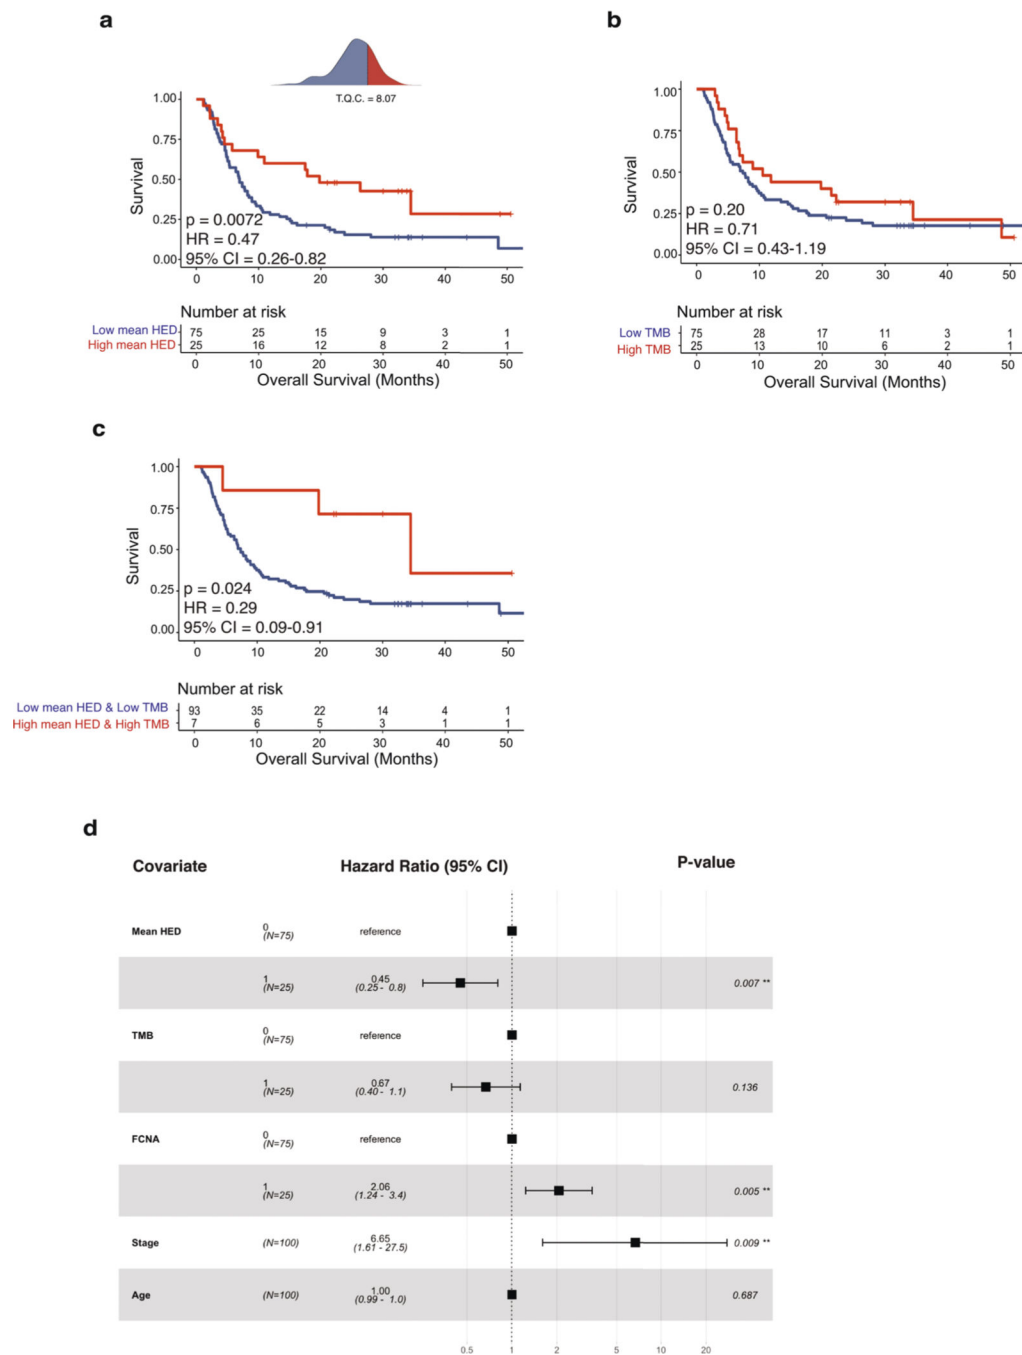 a
T.Q.C. = 8.07
1.00
0.75
0.50
0.25
0.00
Survival
p = 0.0072
HR = 0.47
95% CI = 0.26-0.82
0 10 20 30 40 50
Number at risk
Low mean HED 75 25 15 9 3 1
High mean HED 25 16 12 8 2 1
0 10 20 30 40 50
Overall Survival (Months)
b
1.00
0.75
0.50
0.25
0.00
Survival
p = 0.20
HR = 0.71
95% CI = 0.43-1.19
0 10 20 30 40 50
Number at risk
Low TMB 75 28 17 11 3 1
High TMB 25 13 10 6 2 1
0 10 20 30 40 50
Overall Survival (Months)
c
1.00
0.75
0.50
0.25
0.00
Survival
p = 0.024
HR = 0.29
95% CI = 0.09-0.91
0 10 20 30 40 50
Number at risk
Low mean HED & Low TMB 93 35 22 14 4 1
High mean HED & High TMB 7 6 5 3 1 1
0 10 20 30 40 50
Overall Survival (Months)
d
Covariate Hazard Ratio (95% CI) P-value
Mean HED 0 (N=75) reference
1 (N=25) 0.45 (0.25 - 0.8) 0.007 **
TMB 0 (N=75) reference
1 (N=25) 0.67 (0.40 - 1.1) 0.136
FCNA 0 (N=75) reference
1 (N=25) 2.06 (1.24 - 3.4) 0.005 **
Stage (N=100) 6.65 (1.61 - 27.5) 0.009 **
Age (N=100) 1.00 (0.99 - 1.0) 0.687
0.5 1 2 5 10 20